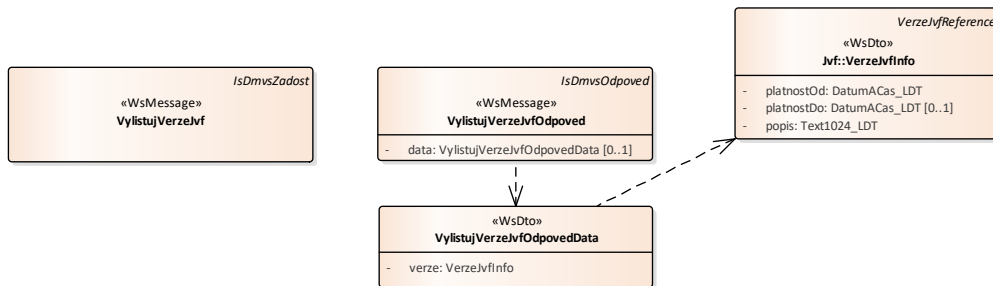 IsDmvsZadost
«WsMessage»
VylistujVerzeJvf
IsDmvsOdpoved
«WsMessage»
VylistujVerzeJvfOdpoved
- data: VylistujVerzeJvfOdpovedData [0..1]
VerzeJvfReference
«WsDto»
Jvf::VerzeJvfInfo
- platnostOd: DatumACas_LDT
- platnostDo: DatumACas_LDT [0..1]
- popis: Text1024_LDT
«WsDto»
VylistujVerzeJvfOdpovedData
- verze: VerzeJvfInfo